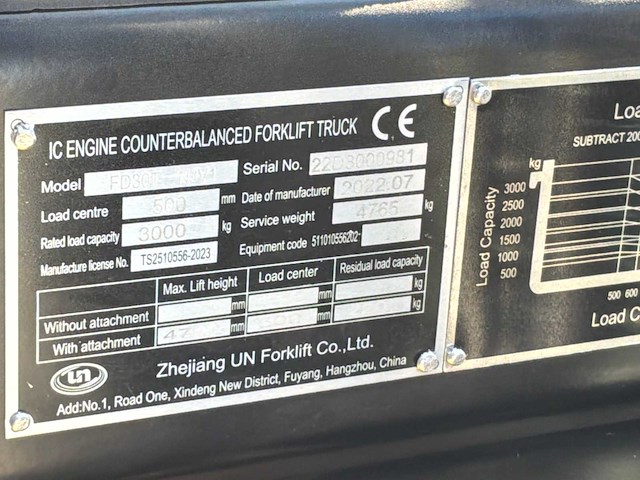 IC ENGINE COUNTERBALANCED FORKLIFT TRUCK CE
Model
Serial No. 22D3000981
Load centre 500 mm
Date of manufacturer 2022.07
Rated load capacity 3000 kg
Service weight 4765 kg
Manufacture license No. TS2510556-2023
Equipment code 511010556202-
Max. Lift height Load center Residual load capacity
Without attachment mm mm kg
With attachment mm mm kg
Zhejiang UN Forklift Co.,Ltd.
Add:No.1, Road One, Xindeng New District, Fuyang, Hangzhou, China
Loa
SUBTRACT 200
kg
Load Capacity
3000
2500
2000
1500
1000
500
500 600
Load C